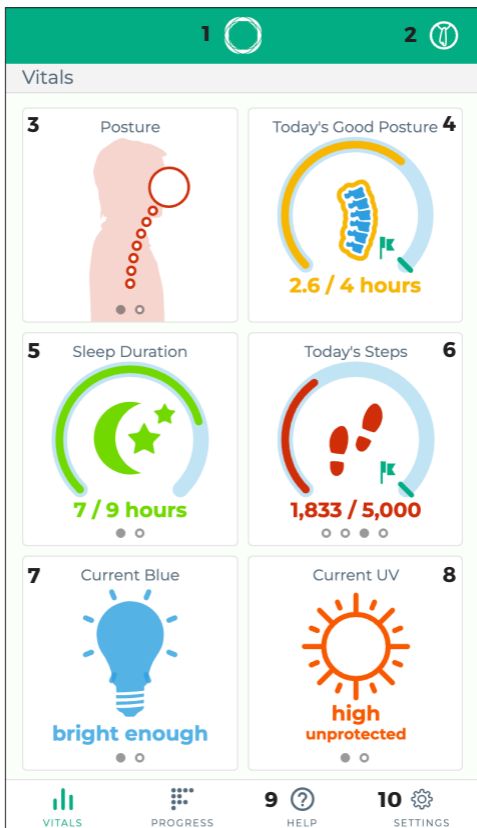 1
2
Vitals
3 Posture
Today's Good Posture 4
2.6 / 4 hours
5 Sleep Duration
Today's Steps 6
7 / 9 hours
1,833 / 5,000
7 Current Blue
Current UV 8
bright enough
high
unprotected
9
10
VITALS
PROGRESS
HELP
SETTINGS